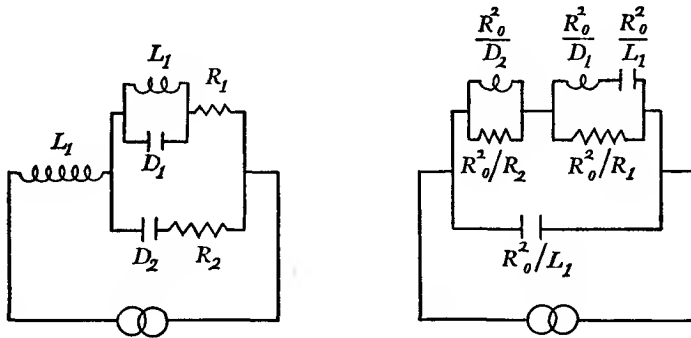 L₁
R₁
L₁
D₁
D₂
R₂
R₀²/D₂
R₀²/D₁
R₀²/L₁
R₀²/R₂
R₀²/R₁
R₀²/L₁